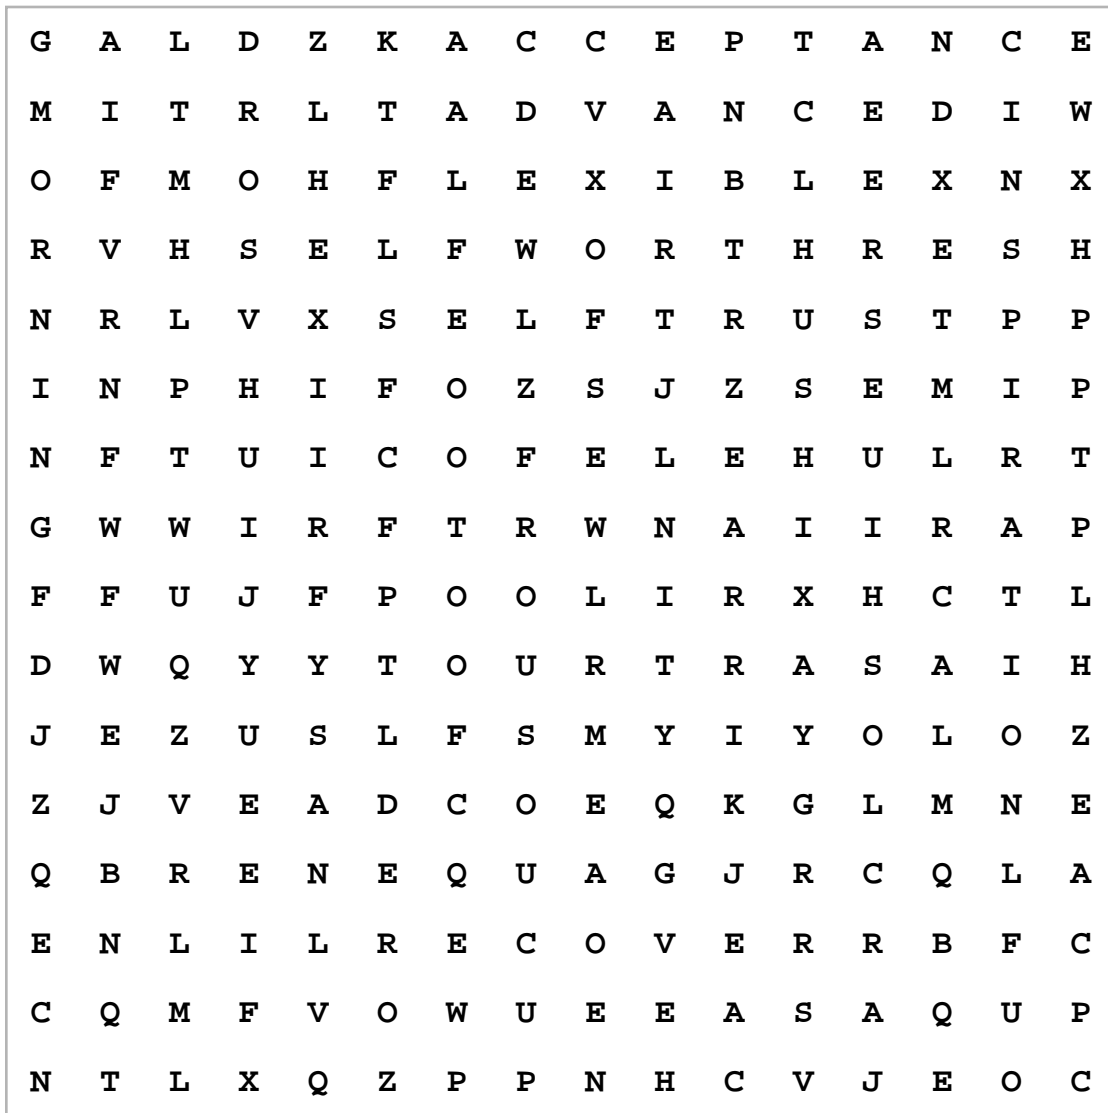 G A L D Z K A C C E P T A N C E
M I T R L T A D V A N C E D I W
O F M O H F L E X I B L E X N X
R V H S E L F W O R T H R E S H
N R L V X S E L F T R U S T P P
I N P H I F O Z S J Z S E M I P
N F T U I C O F E L E H U L R T
G W W I R F T R W N A I I R A P
F F U J F P O O L I R X H C T L
D W Q Y Y T O U R T R A S A I H
J E Z U S L F S M Y I Y O L O Z
Z J V E A D C O E Q K G L M N E
Q B R E N E Q U A G J R C Q L A
E N L I L R E C O V E R R B F C
C Q M F V O W U E E A S A Q U P
N T L X Q Z P P N H C V J E O C